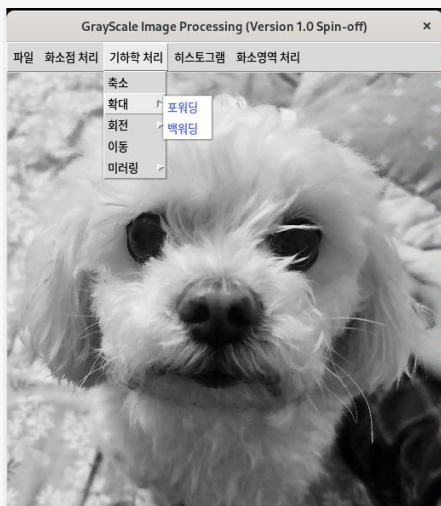 GrayScale Image Processing (Version 1.0 Spin-off) ×
파일 화소점 처리 기하학 처리 히스토그램 화소영역 처리
축소
확대
포워딩
백워딩
회전
이동
미러링